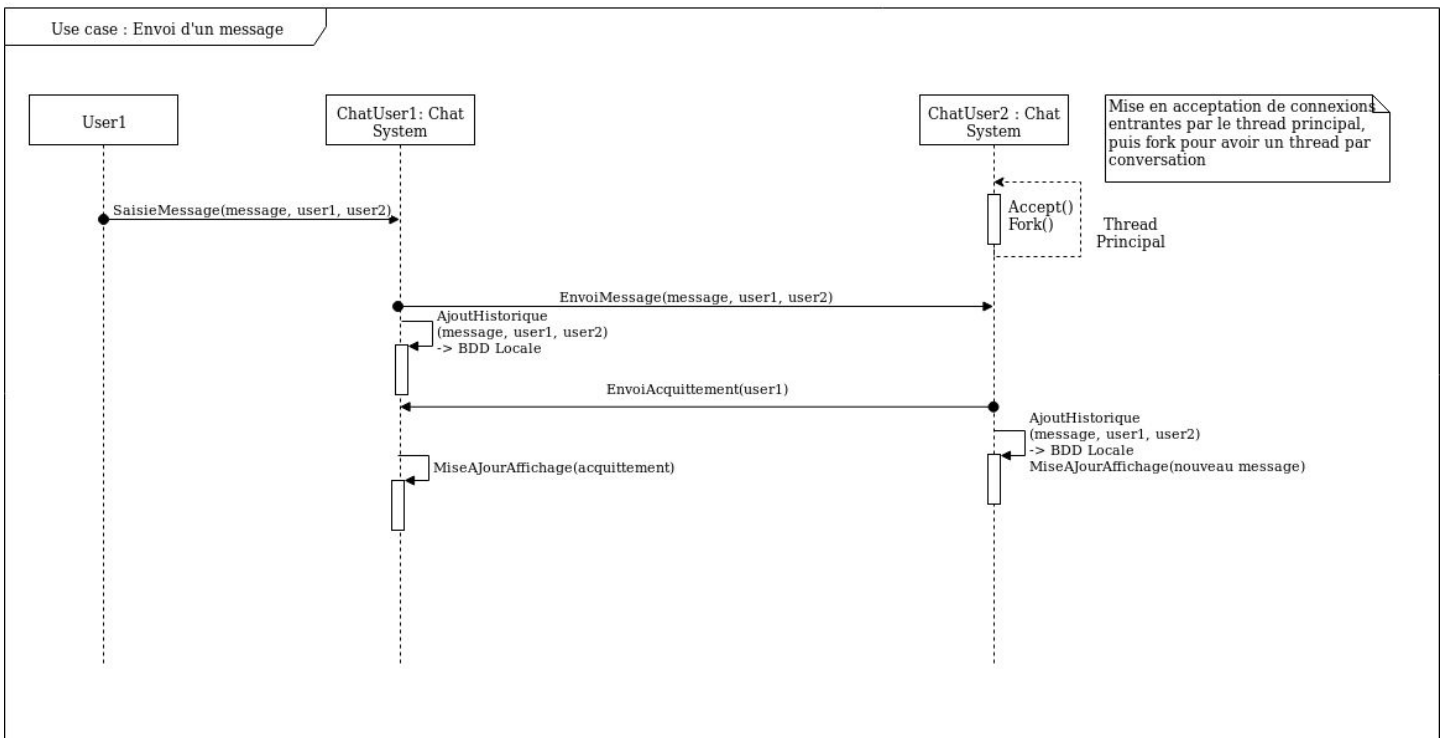 Use case : Envoi d'un message
User1
ChatUser1: Chat
System
ChatUser2 : Chat
System
Mise en acceptation de connexions
entrantes par le thread principal,
puis fork pour avoir un thread par
conversation
SaisieMessage(message, user1, user2)
Accept()
Fork()
Thread
Principal
EnvoiMessage(message, user1, user2)
AjoutHistorique
(message, user1, user2)
-> BDD Locale
EnvoiAcquittement(user1)
AjoutHistorique
(message, user1, user2)
-> BDD Locale
MiseAJourAffichage(nouveau message)
MiseAJourAffichage(acquittement)